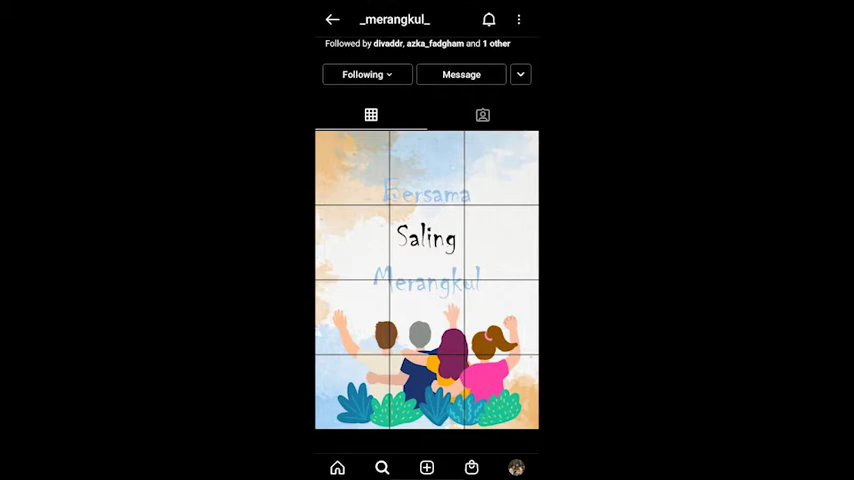 _merangkul_
Followed by divaddr, azka_fadgham and 1 other
Following
Message
Bersama
Saling
Merangkul